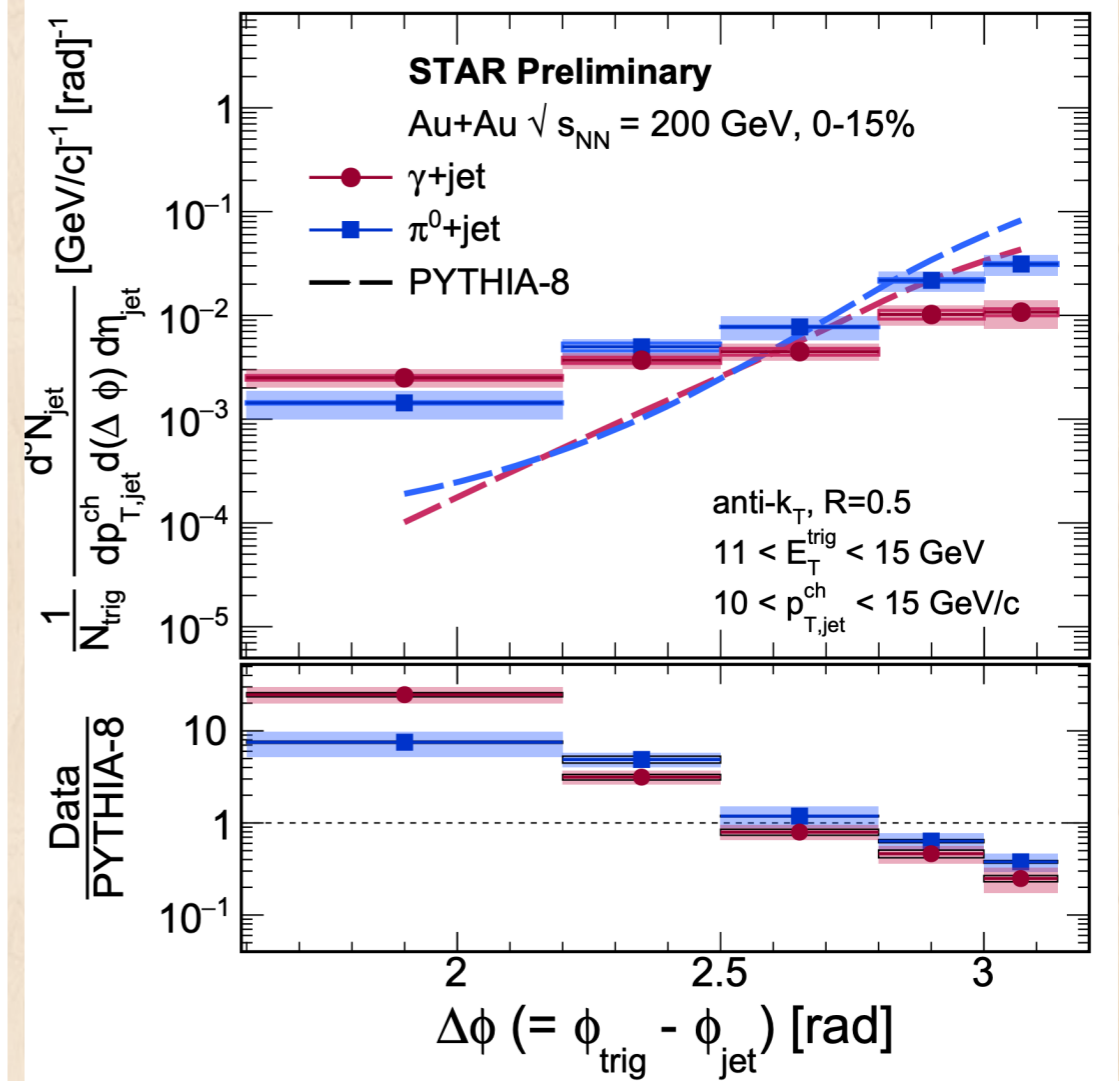 STAR Preliminary
Au+Au √ s_NN = 200 GeV, 0-15%
γ+jet
π⁰+jet
PYTHIA-8
anti-k_T, R=0.5
11 < E_T^trig < 15 GeV
10 < p_T,jet^ch < 15 GeV/c
1
10⁻¹
10⁻²
10⁻³
10⁻⁴
10⁻⁵
1/N_trig d³N_jet/dp_T,jet^ch d(Δ ϕ) dη_jet [GeV/c]⁻¹ [rad]⁻¹
10
1
10⁻¹
Data
PYTHIA-8
2
2.5
3
Δϕ (= ϕ_trig - ϕ_jet) [rad]